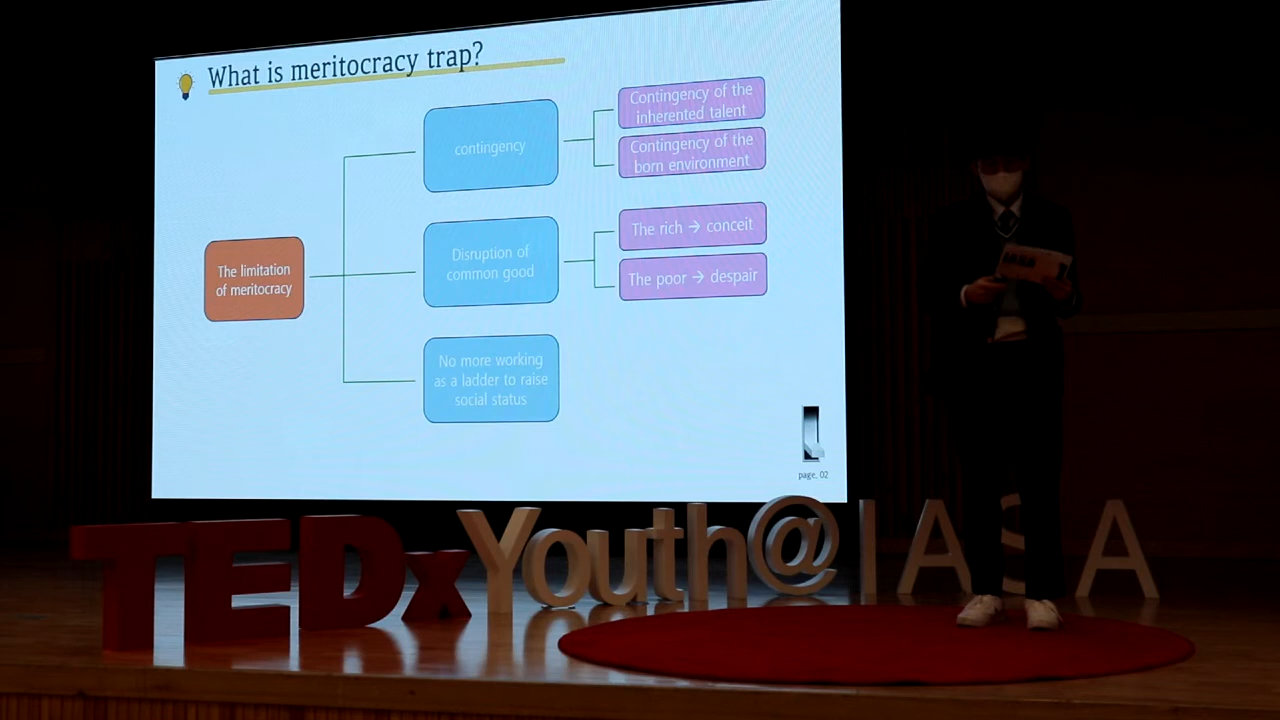 What is meritocracy trap?
The limitation
of meritocracy
contingency
Contingency of the
inherented talent
Contingency of the
born environment
Disruption of
common good
The rich → conceit
The poor → despair
No more working
as a ladder to raise
social status
page. 02
TEDxYouth@IASA